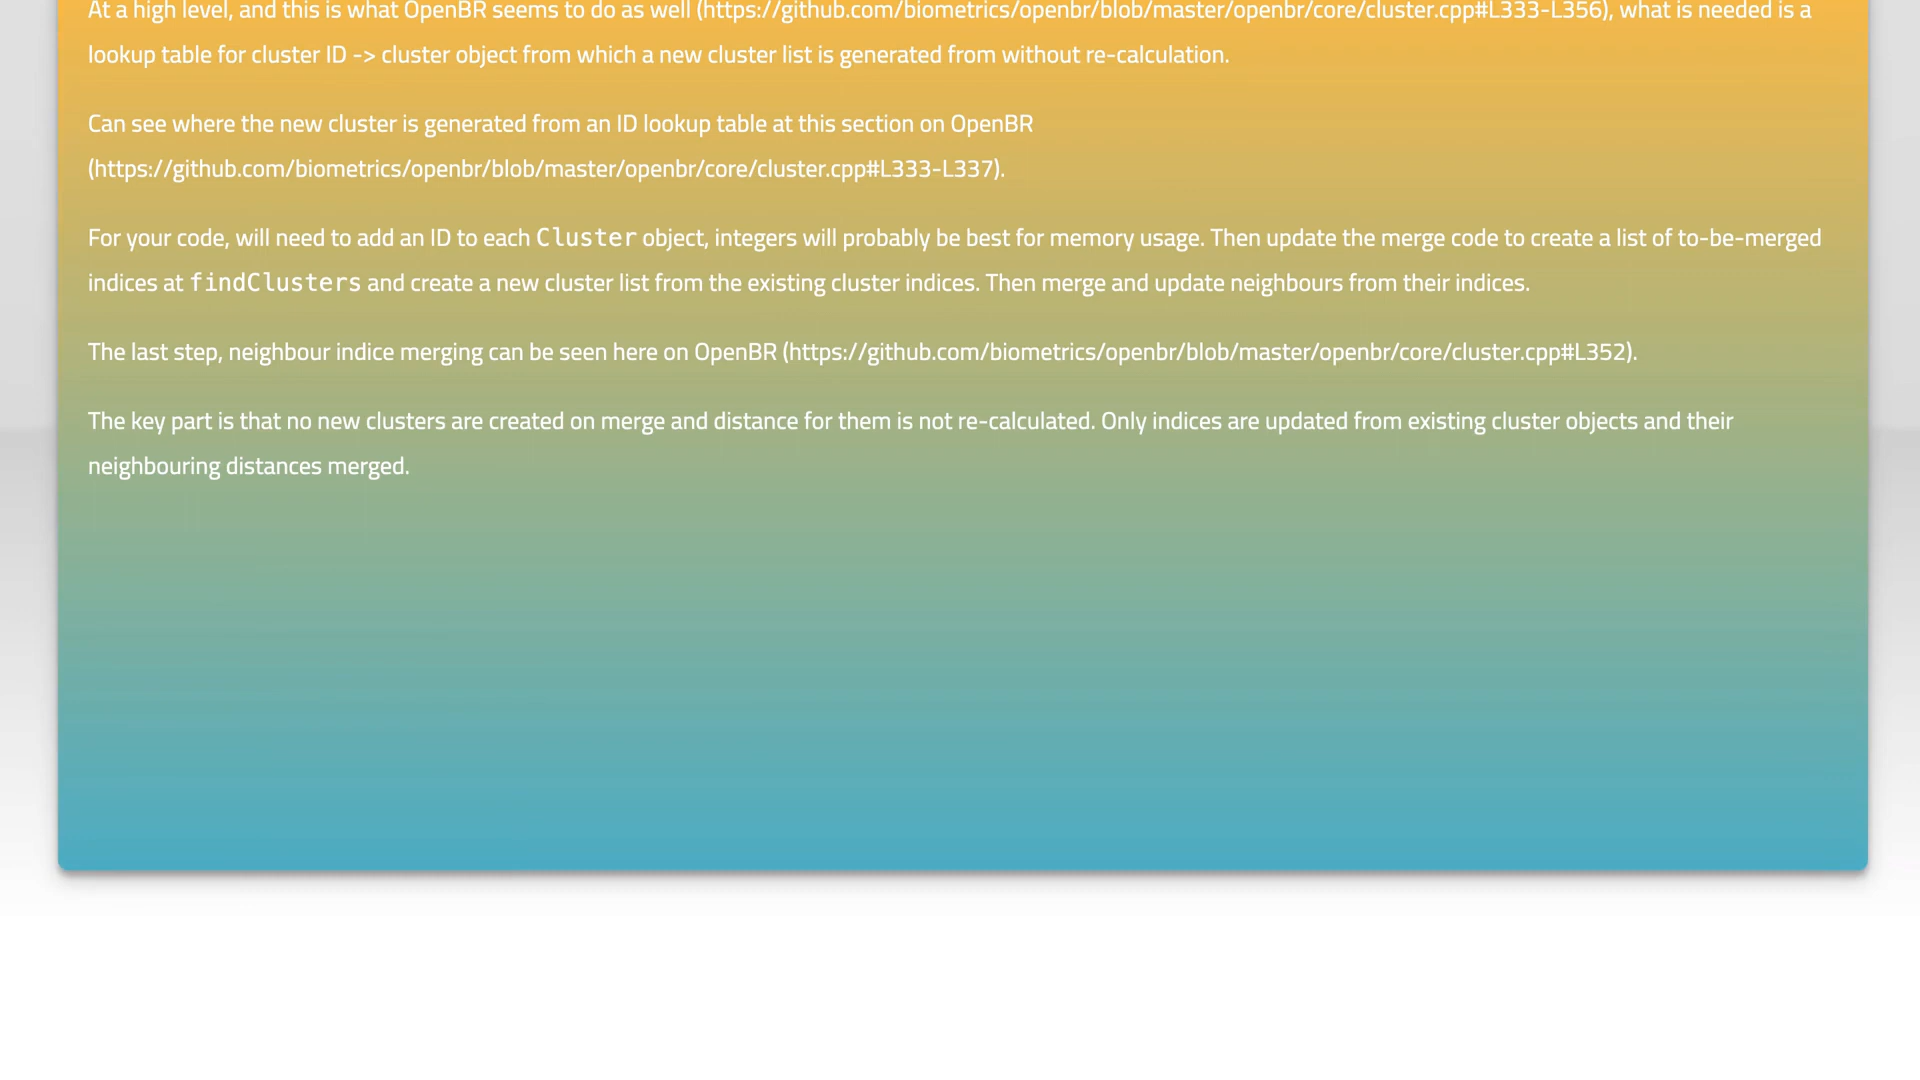 At a high level, and this is what OpenBR seems to do as well (https://github.com/biometrics/openbr/blob/master/openbr/core/cluster.cpp#L333-L356), what is needed is a
lookup table for cluster ID -> cluster object from which a new cluster list is generated from without re-calculation.
Can see where the new cluster is generated from an ID lookup table at this section on OpenBR
(https://github.com/biometrics/openbr/blob/master/openbr/core/cluster.cpp#L333-L337).
For your code, will need to add an ID to each Cluster object, integers will probably be best for memory usage. Then update the merge code to create a list of to-be-merged
indices at findClusters and create a new cluster list from the existing cluster indices. Then merge and update neighbours from their indices.
The last step, neighbour indice merging can be seen here on OpenBR (https://github.com/biometrics/openbr/blob/master/openbr/core/cluster.cpp#L352).
The key part is that no new clusters are created on merge and distance for them is not re-calculated. Only indices are updated from existing cluster objects and their
neighbouring distances merged.